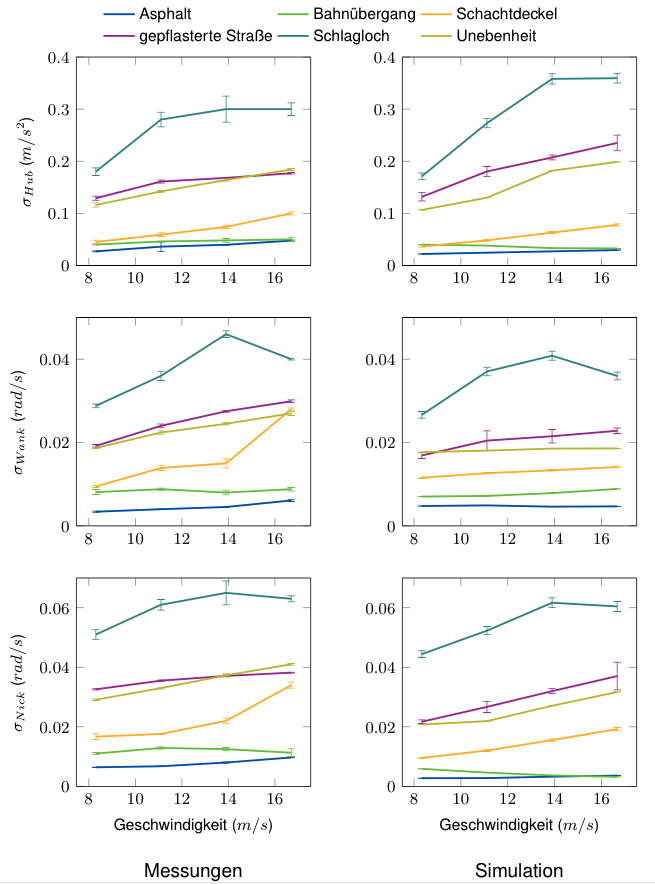 Asphalt Bahnübergang Schachtdeckel
gepflasterte Straße Schlagloch Unebenheit
0.4 0.4
0.3 0.3
0.2 0.2
0.1 0.1
0 0
8 10 12 14 16 8 10 12 14 16
σ_Hub (m/s²)
0.04 0.04
0.02 0.02
0 0
8 10 12 14 16 8 10 12 14 16
σ_Wank (rad/s)
0.06 0.06
0.04 0.04
0.02 0.02
0 0
8 10 12 14 16 8 10 12 14 16
σ_Nick (rad/s)
Geschwindigkeit (m/s) Geschwindigkeit (m/s)
Messungen Simulation